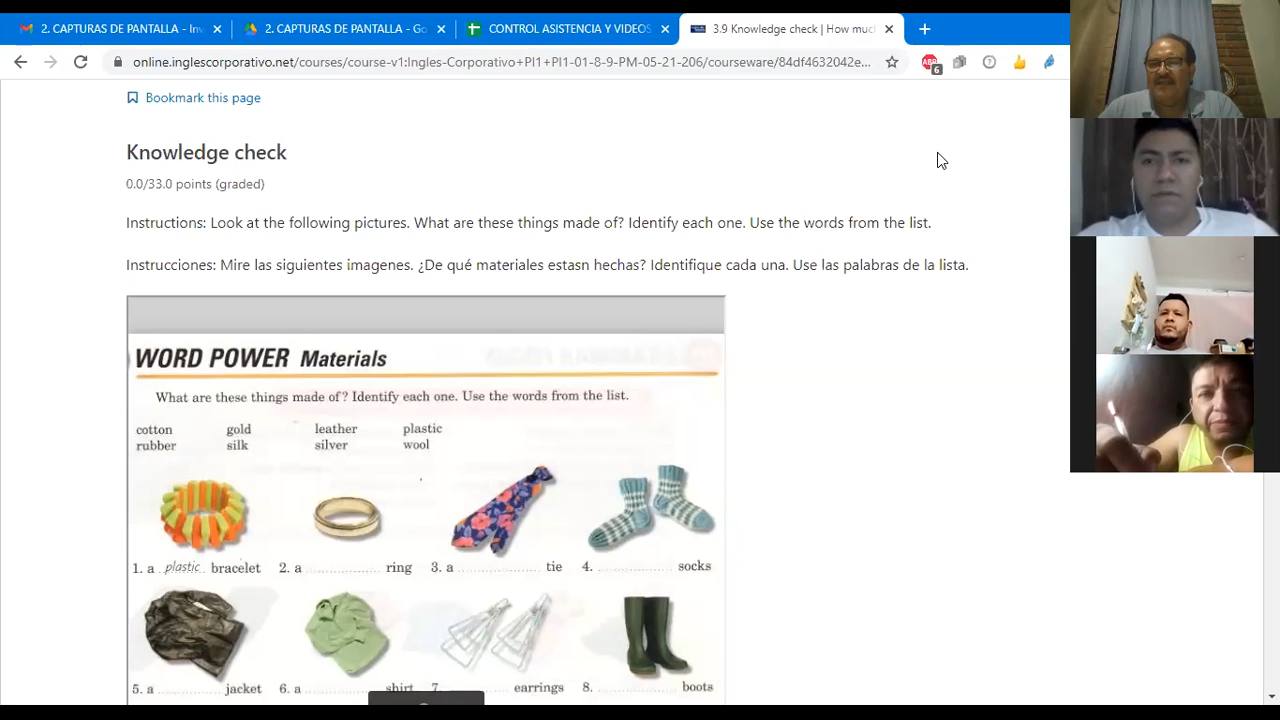 2. CAPTURAS DE PANTALLA - Inv
2. CAPTURAS DE PANTALLA - Go
CONTROL ASISTENCIA Y VIDEOS
3.9 Knowledge check | How much
online.inglescorporativo.net/courses/course-v1:Ingles-Corporativo+PI1+PI1-01-8-9-PM-05-21-206/courseware/84df4632042e...
ABP
6
Bookmark this page
Knowledge check
0.0/33.0 points (graded)
Instructions: Look at the following pictures. What are these things made of? Identify each one. Use the words from the list.
Instrucciones: Mire las siguientes imagenes. ¿De qué materiales estasn hechas? Identifique cada una. Use las palabras de la lista.
WORD POWER Materials
What are these things made of? Identify each one. Use the words from the list.
cotton gold leather plastic
rubber silk silver wool
1. a plastic bracelet 2. a ............ ring 3. a ............ tie 4. ............ socks
5. a ............ jacket 6. a ............ shirt 7. ............ earrings 8. ............ boots